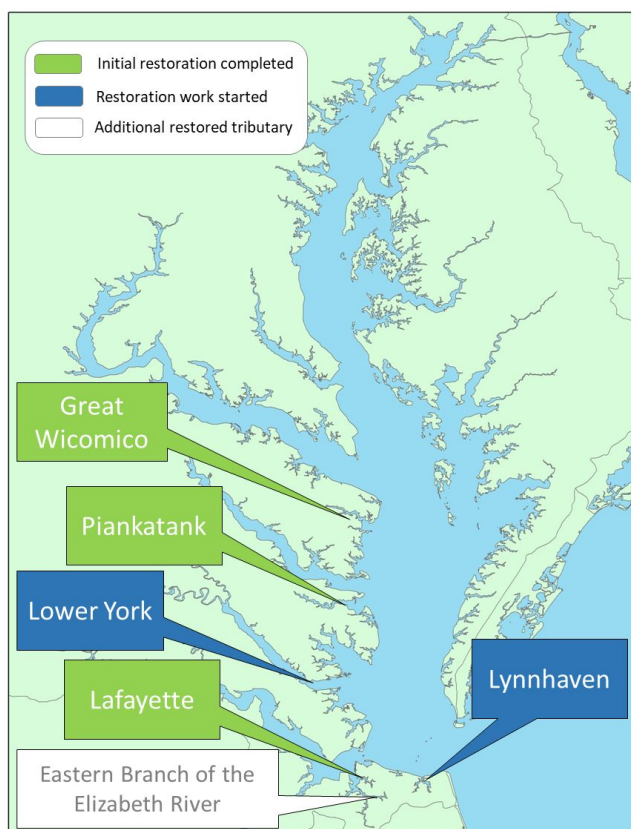 Initial restoration completed
Restoration work started
Additional restored tributary
Great
Wicomico
Piankatank
Lower York
Lafayette
Lynnhaven
Eastern Branch of the
Elizabeth River